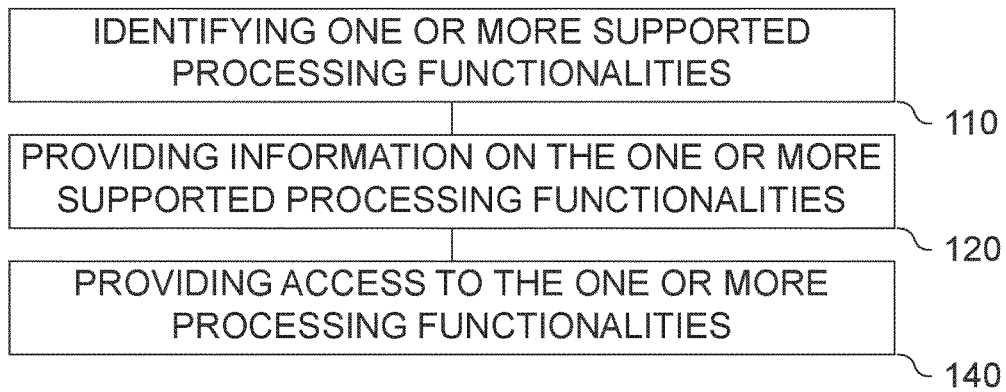 IDENTIFYING ONE OR MORE SUPPORTED
PROCESSING FUNCTIONALITIES
110
PROVIDING INFORMATION ON THE ONE OR MORE
SUPPORTED PROCESSING FUNCTIONALITIES
120
PROVIDING ACCESS TO THE ONE OR MORE
PROCESSING FUNCTIONALITIES
140